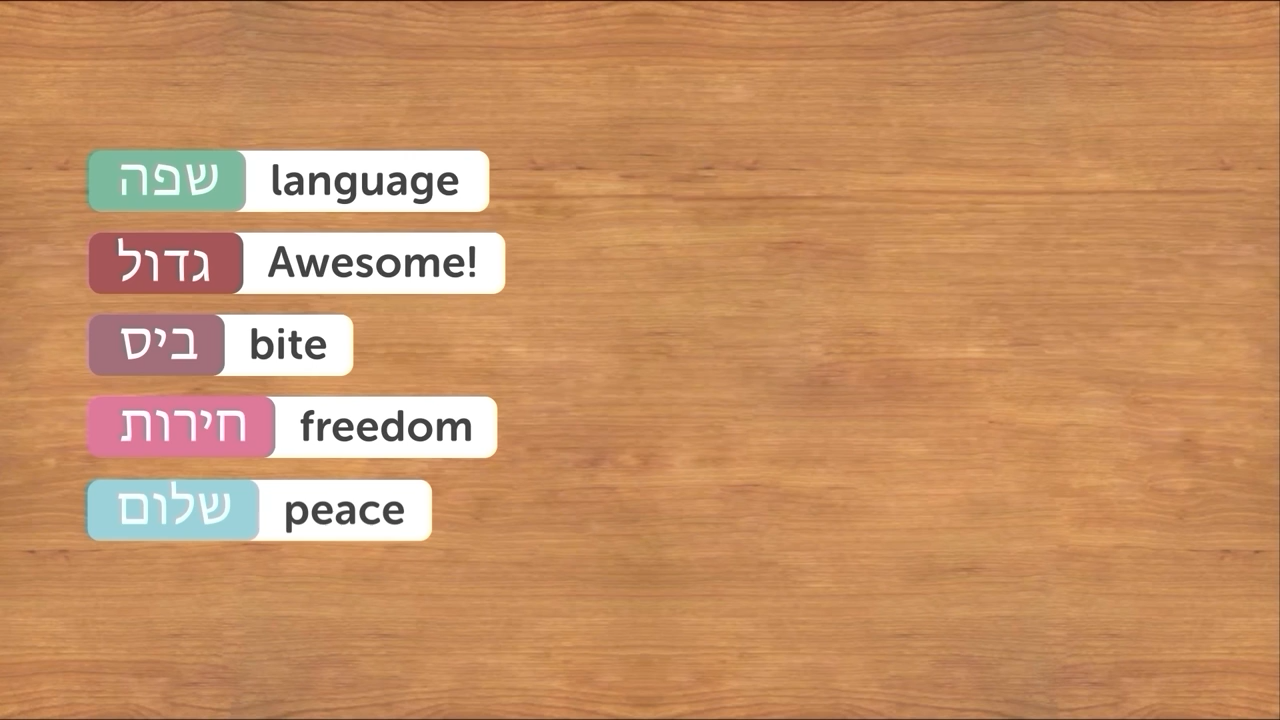 שפה language
גדול Awesome!
ביס bite
חירות freedom
שלום peace